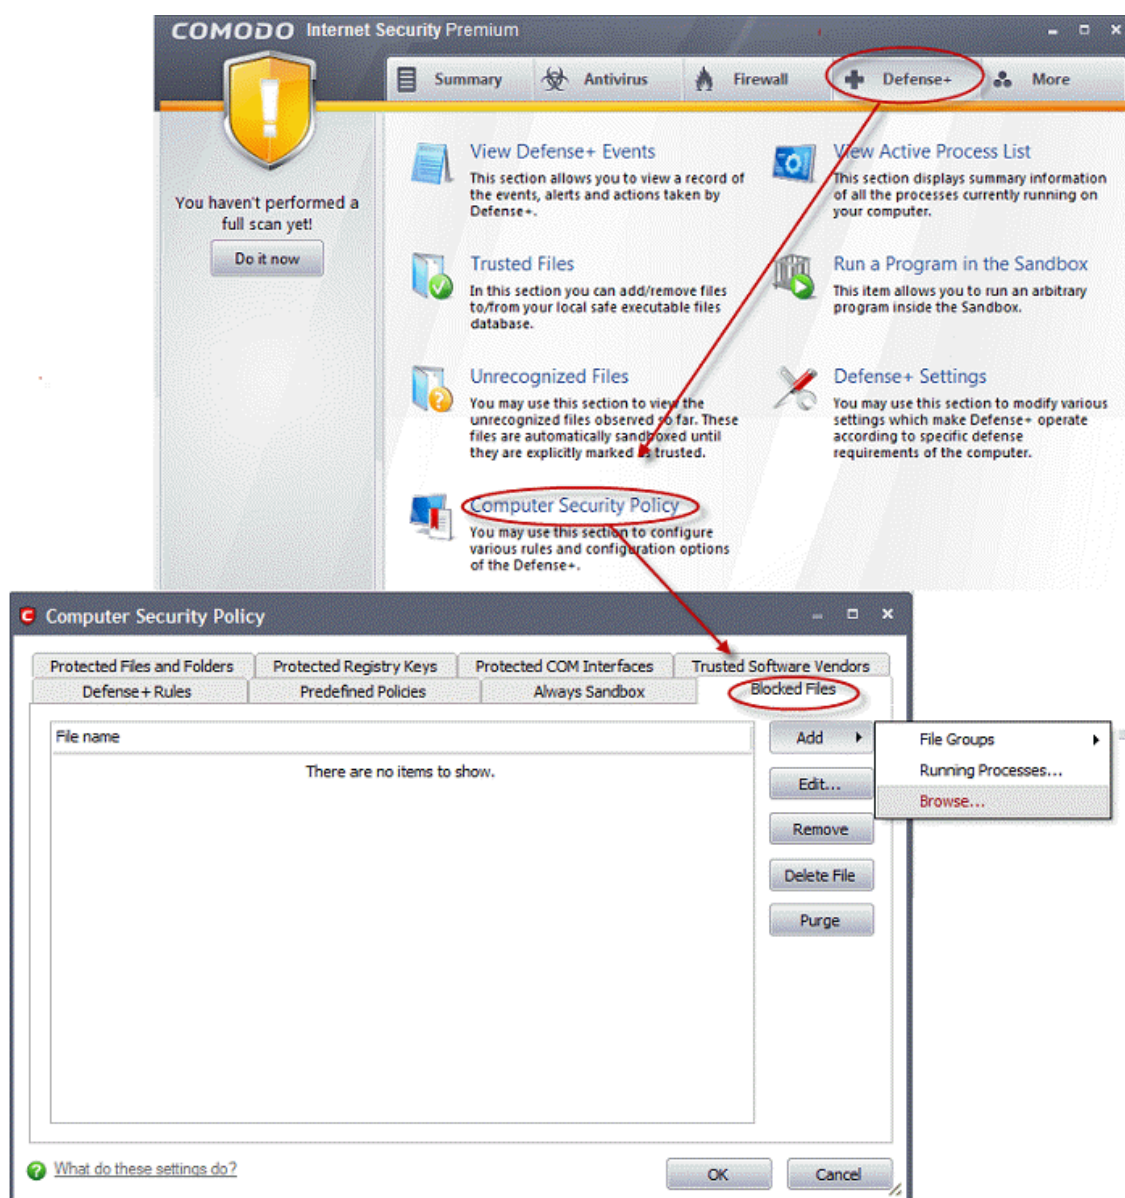 COMODO Internet Security Premium
Summary
Antivirus
Firewall
Defense+
More
You haven't performed a
full scan yet!
Do it now
View Defense+ Events
This section allows you to view a record of
the events, alerts and actions taken by
Defense+.
View Active Process List
This section displays summary information
of all the processes currently running on
your computer.
Trusted Files
In this section you can add/remove files
to/from your local safe executable files
database.
Run a Program in the Sandbox
This item allows you to run an arbitrary
program inside the Sandbox.
Unrecognized Files
You may use this section to view the
unrecognized files observed so far. These
files are automatically sandboxed until
they are explicitly marked as trusted.
Defense+ Settings
You may use this section to modify various
settings which make Defense+ operate
according to specific defense
requirements of the computer.
Computer Security Policy
You may use this section to configure
various rules and configuration options
of the Defense+.
Computer Security Policy
Protected Files and Folders
Protected Registry Keys
Protected COM Interfaces
Trusted Software Vendors
Defense+ Rules
Predefined Policies
Always Sandbox
Blocked Files
File name
There are no items to show.
Add
Edit...
Remove
Delete File
Purge
File Groups
Running Processes...
Browse...
What do these settings do?
OK
Cancel